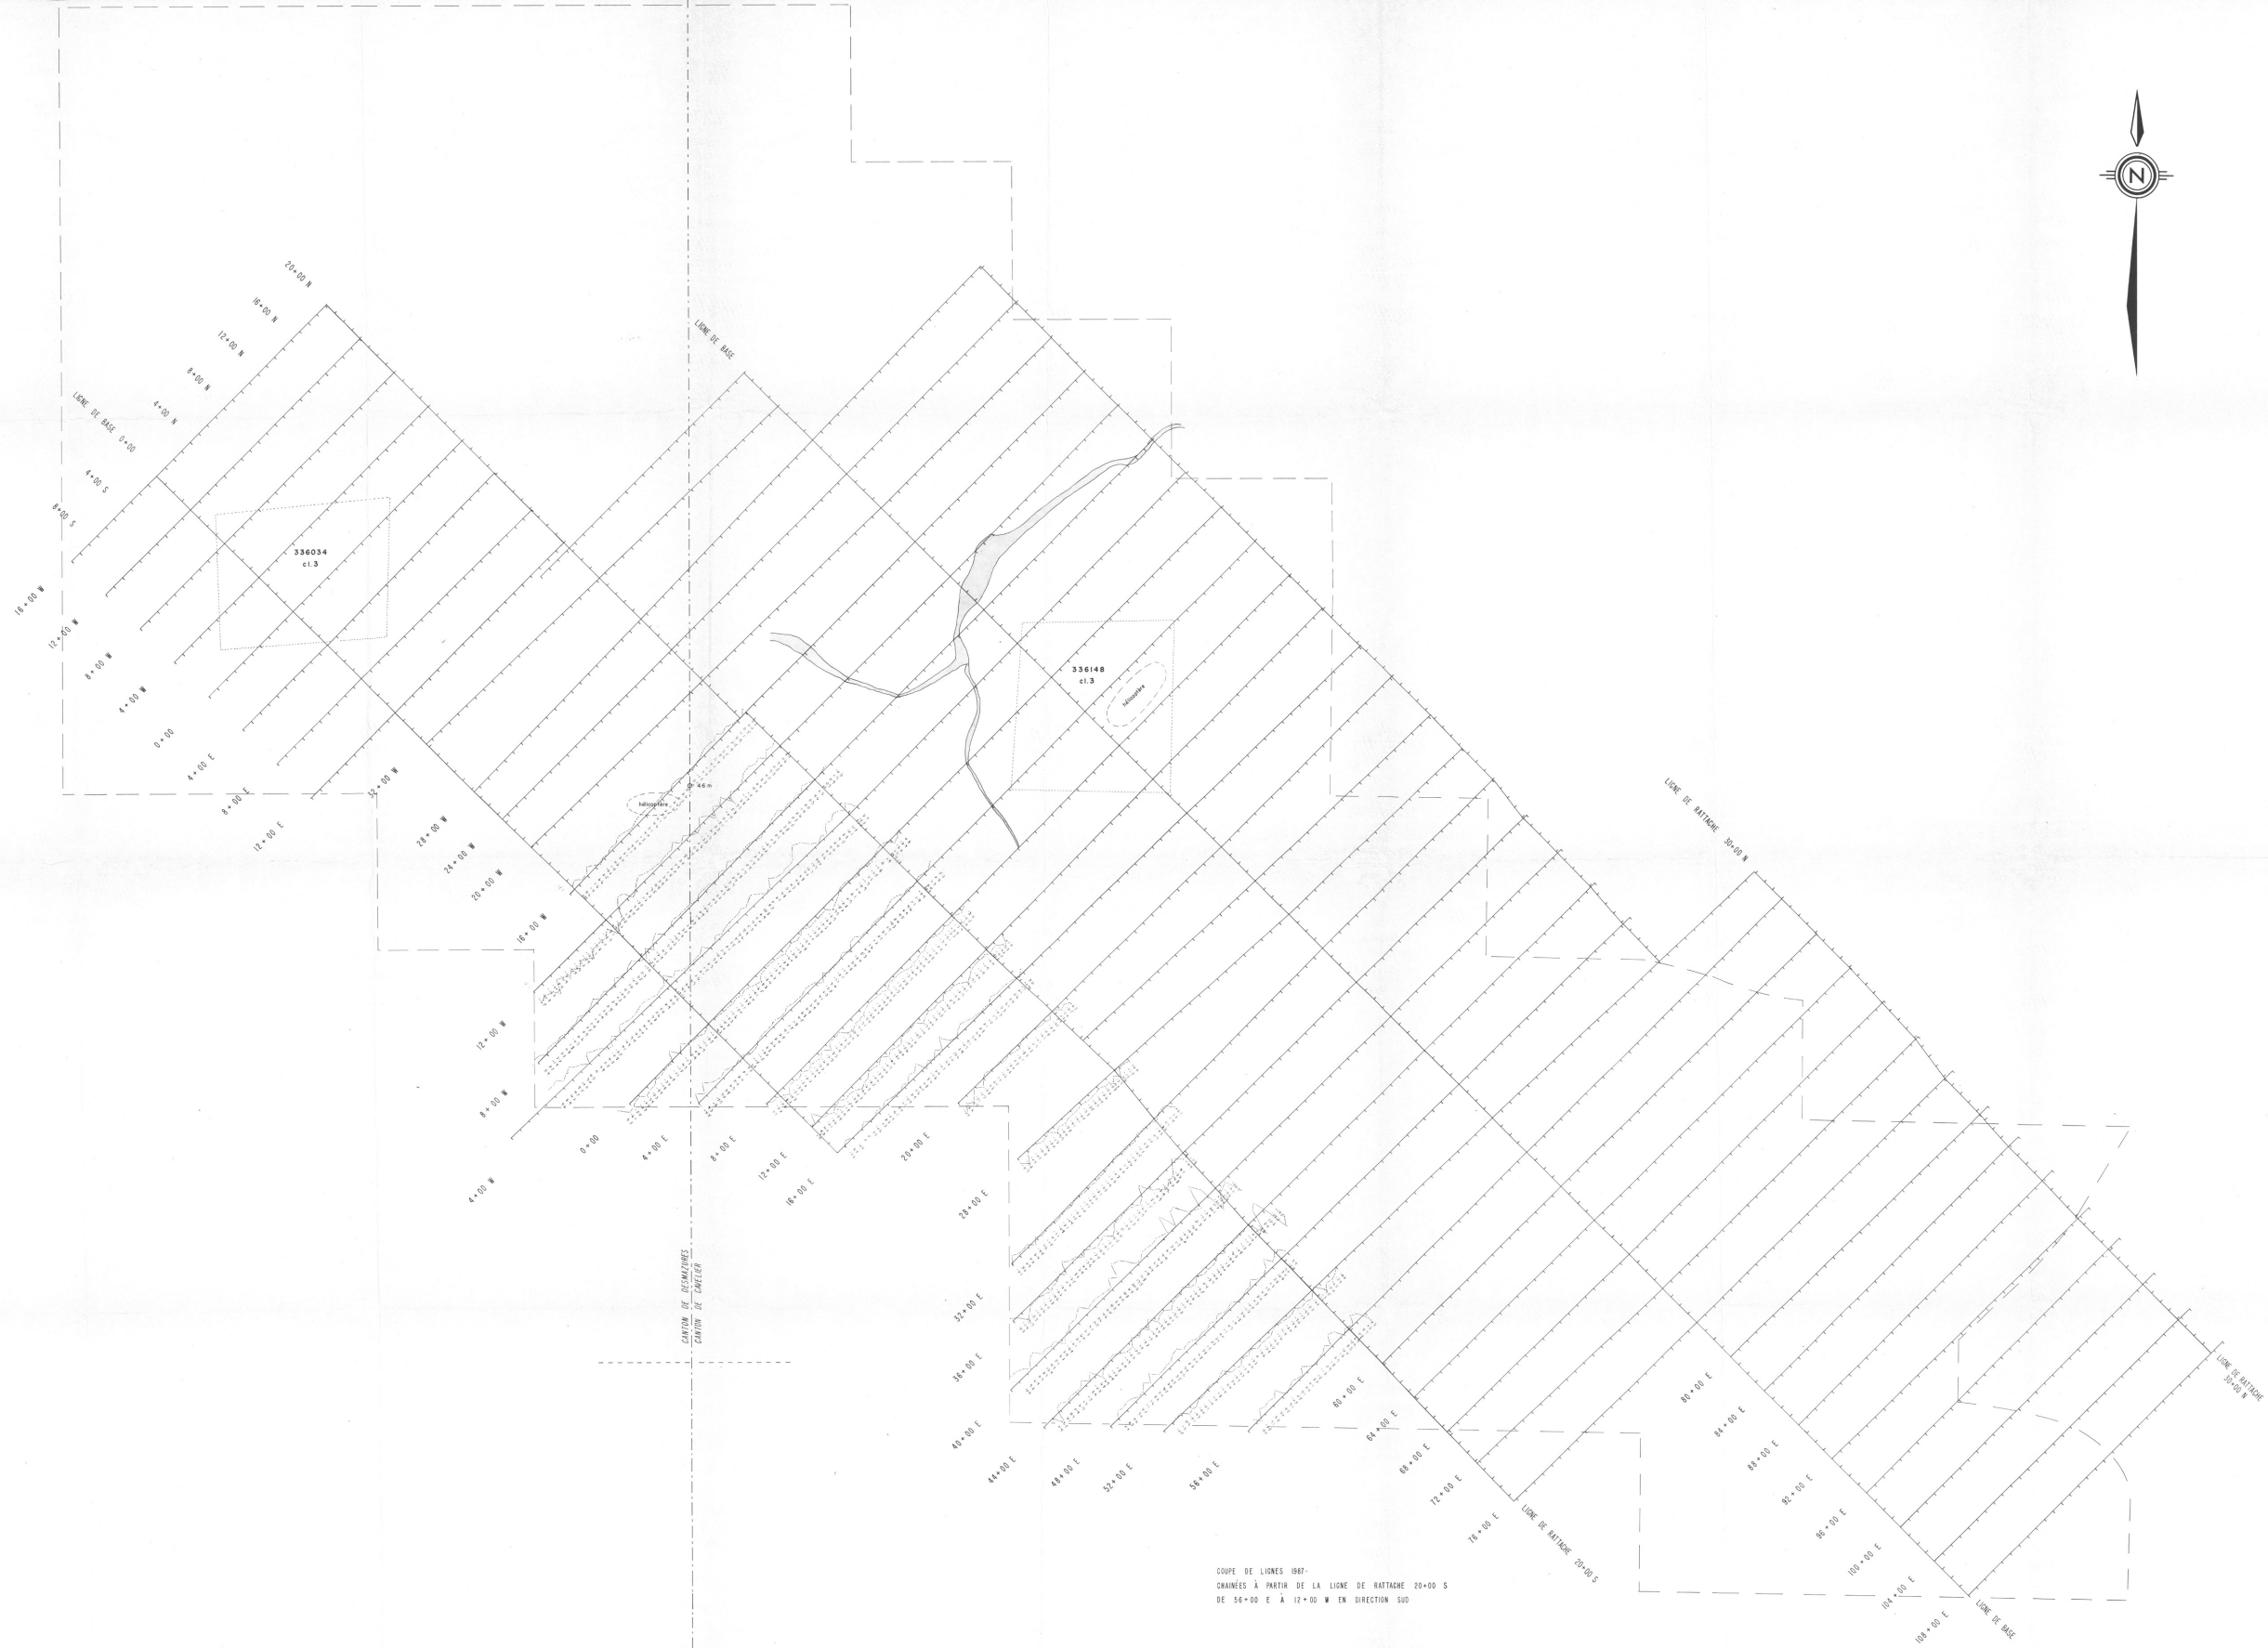 N
20+00 N
16+00 N
12+00 N
8+00 N
4+00 N
LIGNE DE BASE 0+00
4+00 S
8+00 S
LIGNE DE BASE
336034
cl.3
336148
cl.3
hélicoptère
hélicoptère
46m
16+00 W
12+00 W
8+00 W
4+00 W
0+00
4+00 E
8+00 E
12+00 E
32+00 W
28+00 W
24+00 W
20+00 W
16+00 W
12+00 W
8+00 W
4+00 W
0+00
4+00 E
8+00 E
12+00 E
16+00 E
20+00 E
28+00 E
32+00 E
36+00 E
40+00 E
44+00 E
48+00 E
52+00 E
56+00 E
60+00 E
64+00 E
68+00 E
72+00 E
76+00 E
LIGNE DE RATTACHE 20+00 S
LIGNE DE RATTACHE 30+00 N
80+00 E
84+00 E
88+00 E
92+00 E
96+00 E
100+00 E
104+00 E
108+00 E
LIGNE DE BASE
LIGNE DE RATTACHE
30+00 N
CANTON DE DESMAZURES
CANTON DE CAVELIER
COUPE DE LIGNES 1987-
CHAINÉES À PARTIR DE LA LIGNE DE RATTACHE 20+00 S
DE 56+00 E À 12+00 W EN DIRECTION SUD